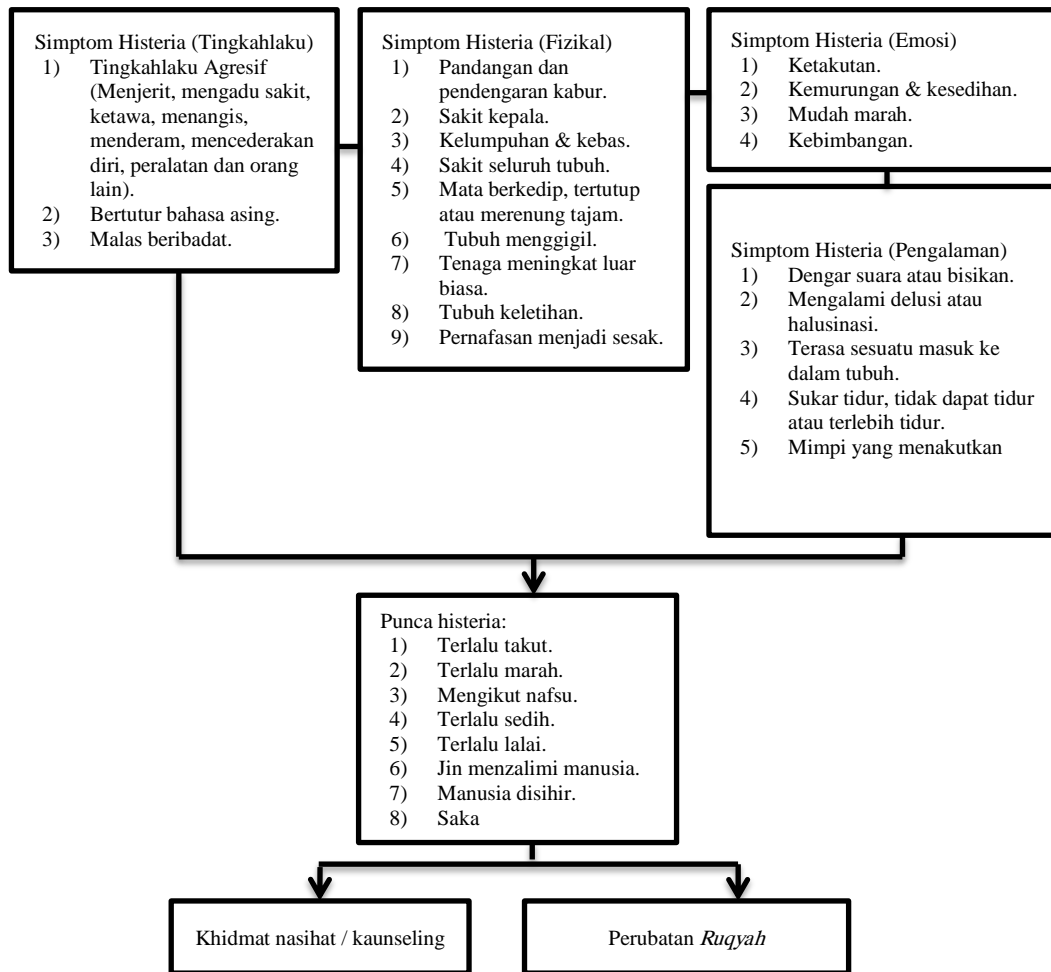 Simptom Histeria (Tingkahlaku)
1) Tingkahlaku Agresif
(Menjerit, mengadu sakit,
ketawa, menangis,
menderam, mencederakan
diri, peralatan dan orang
lain).
2) Bertutur bahasa asing.
3) Malas beribadat.
Simptom Histeria (Fizikal)
1) Pandangan dan
pendengaran kabur.
2) Sakit kepala.
3) Kelumpuhan & kebas.
4) Sakit seluruh tubuh.
5) Mata berkedip, tertutup
atau merenung tajam.
6) Tubuh menggigil.
7) Tenaga meningkat luar
biasa.
8) Tubuh keletihan.
9) Pernafasan menjadi sesak.
Simptom Histeria (Emosi)
1) Ketakutan.
2) Kemurungan & kesedihan.
3) Mudah marah.
4) Kebimbangan.
Simptom Histeria (Pengalaman)
1) Dengar suara atau bisikan.
2) Mengalami delusi atau
halusinasi.
3) Terasa sesuatu masuk ke
dalam tubuh.
4) Sukar tidur, tidak dapat tidur
atau terlebih tidur.
5) Mimpi yang menakutkan
Punca histeria:
1) Terlalu takut.
2) Terlalu marah.
3) Mengikut nafsu.
4) Terlalu sedih.
5) Terlalu lalai.
6) Jin menzalimi manusia.
7) Manusia disihir.
8) Saka
Khidmat nasihat / kaunseling
Perubatan Ruqyah